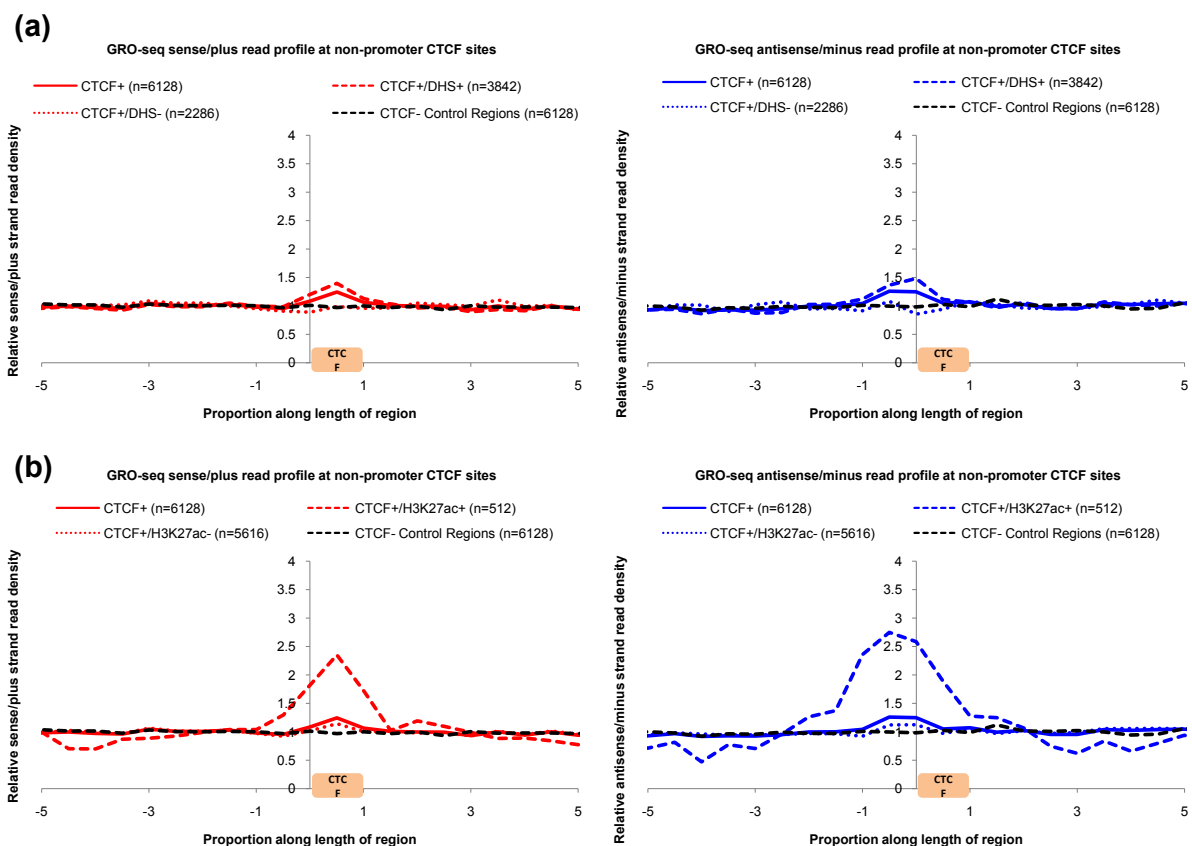 (a)
GRO-seq sense/plus read profile at non-promoter CTCF sites
CTCF+ (n=6128)
CTCF+/DHS+ (n=3842)
CTCF+/DHS- (n=2286)
CTCF- Control Regions (n=6128)
Relative sense/plus strand read density
4
3.5
3
2.5
2
1.5
1
0.5
0
CTC
F
-5
-3
-1
1
3
5
Proportion along length of region
GRO-seq antisense/minus read profile at non-promoter CTCF sites
CTCF+ (n=6128)
CTCF+/DHS+ (n=3842)
CTCF+/DHS- (n=2286)
CTCF- Control Regions (n=6128)
Relative antisense/minus strand read density
4
3.5
3
2.5
2
1.5
1
0.5
0
CTC
F
-5
-3
-1
1
3
5
Proportion along length of region
(b)
GRO-seq sense/plus read profile at non-promoter CTCF sites
CTCF+ (n=6128)
CTCF+/H3K27ac+ (n=512)
CTCF+/H3K27ac- (n=5616)
CTCF- Control Regions (n=6128)
Relative sense/plus strand read density
4
3.5
3
2.5
2
1.5
1
0.5
0
CTC
F
-5
-3
-1
1
3
5
Proportion along length of region
GRO-seq antisense/minus read profile at non-promoter CTCF sites
CTCF+ (n=6128)
CTCF+/H3K27ac+ (n=512)
CTCF+/H3K27ac- (n=5616)
CTCF- Control Regions (n=6128)
Relative antisense/minus strand read density
4
3.5
3
2.5
2
1.5
1
0.5
0
CTC
F
-5
-3
-1
1
3
5
Proportion along length of region